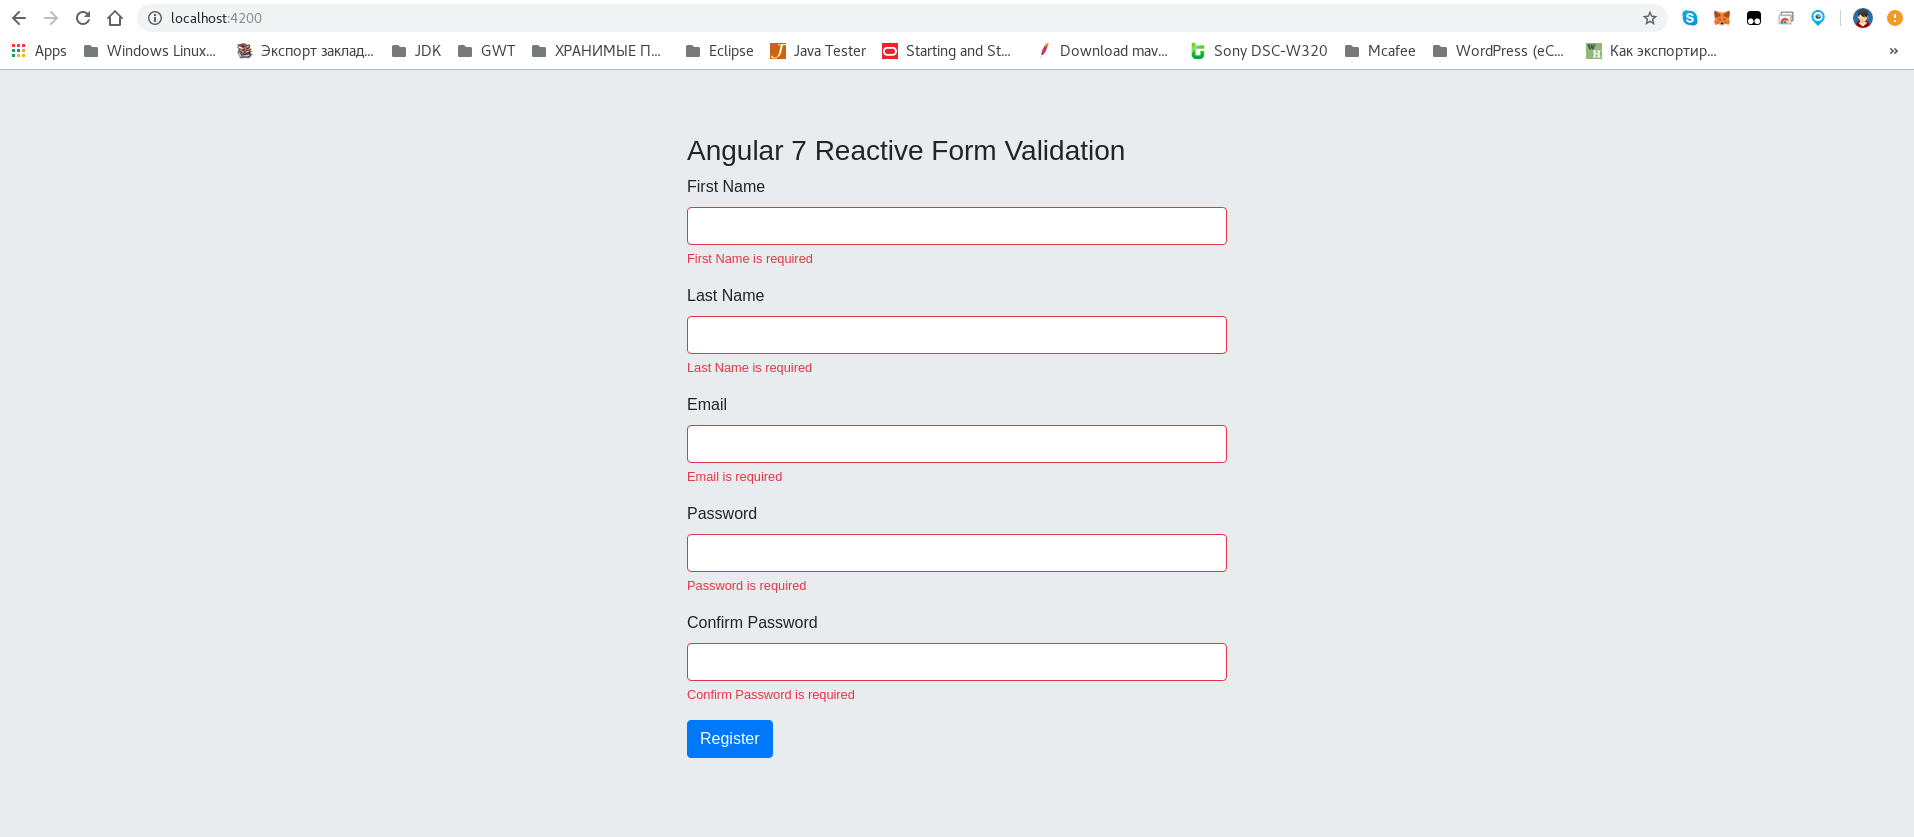 localhost:4200
Apps Windows Linux... Экспорт заклад... JDK GWT ХРАНИМЫЕ П... Eclipse Java Tester Starting and St... Download mav... Sony DSC-W320 Mcafee WordPress (eC... Как экспортир... »
Angular 7 Reactive Form Validation
First Name
First Name is required
Last Name
Last Name is required
Email
Email is required
Password
Password is required
Confirm Password
Confirm Password is required
Register